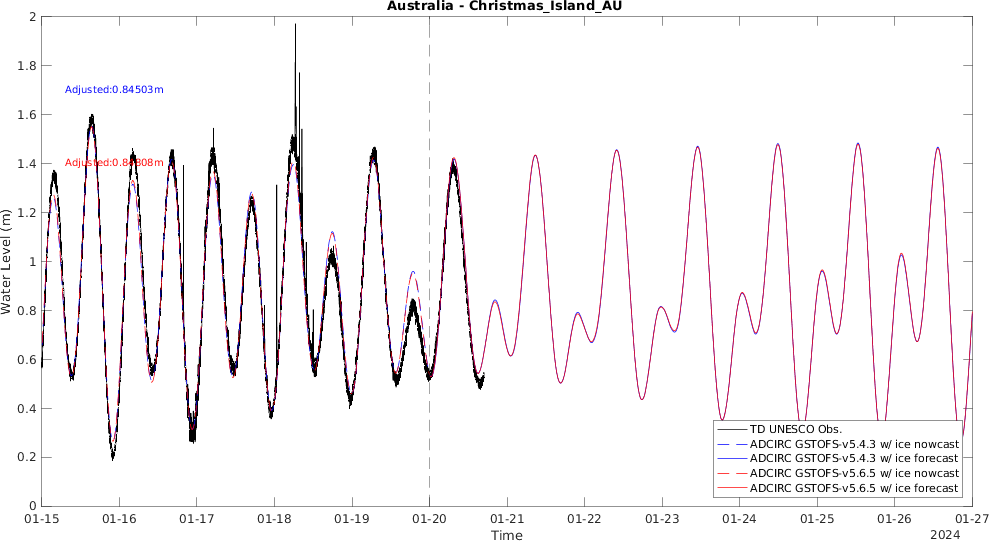 Australia - Christmas_Island_AU
2
1.8
1.6
1.4
1.2
1
0.8
0.6
0.4
0.2
0
Water Level (m)
Adjusted:0.84503m
Adjusted:0.84808m
TD UNESCO Obs.
ADCIRC GSTOFS-v5.4.3 w/ ice nowcast
ADCIRC GSTOFS-v5.4.3 w/ ice forecast
ADCIRC GSTOFS-v5.6.5 w/ ice nowcast
ADCIRC GSTOFS-v5.6.5 w/ ice forecast
01-15 01-16 01-17 01-18 01-19 01-20 01-21 01-22 01-23 01-24 01-25 01-26 01-27
Time
2024